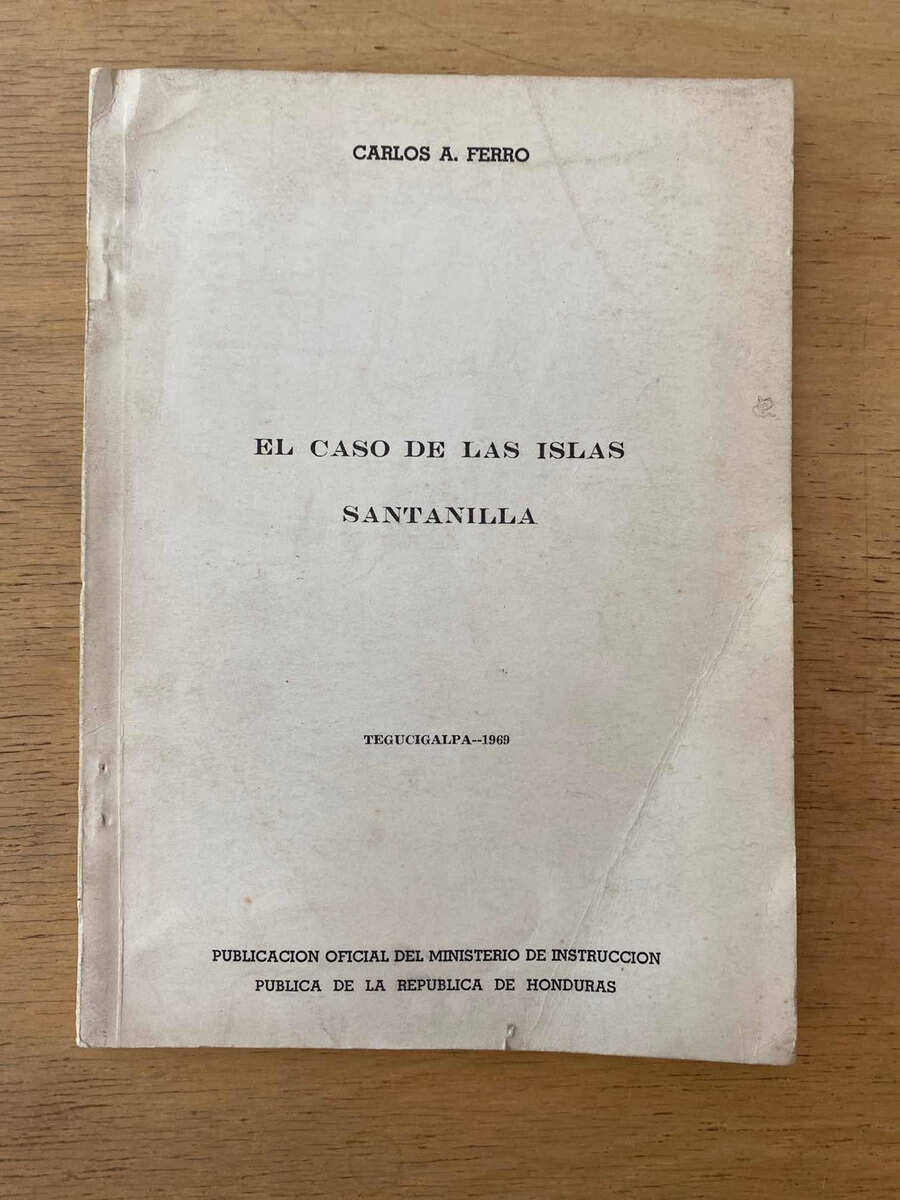 CARLOS A. FERRO
EL CASO DE LAS ISLAS
SANTANILLA
TEGUCIGALPA--1969
PUBLICACION OFICIAL DEL MINISTERIO DE INSTRUCCION
PUBLICA DE LA REPUBLICA DE HONDURAS